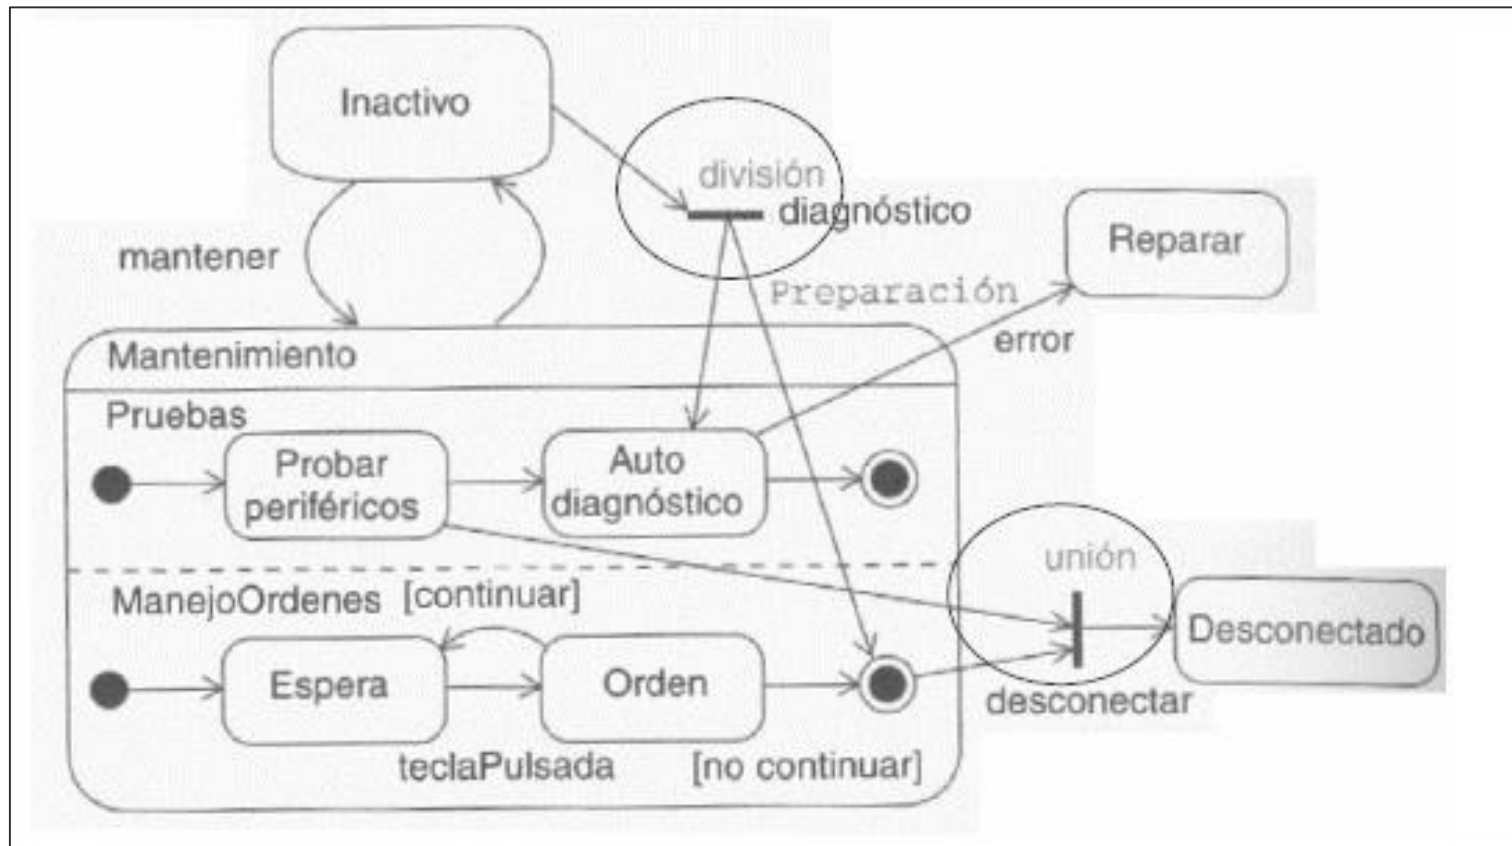 Inactivo
división
diagnóstico
Reparar
mantener
Preparación
error
Mantenimiento
Pruebas
Probar
periféricos
Auto
diagnóstico
unión
ManejoOrdenes
[continuar]
Desconectado
Espera
Orden
desconectar
teclaPulsada
[no continuar]